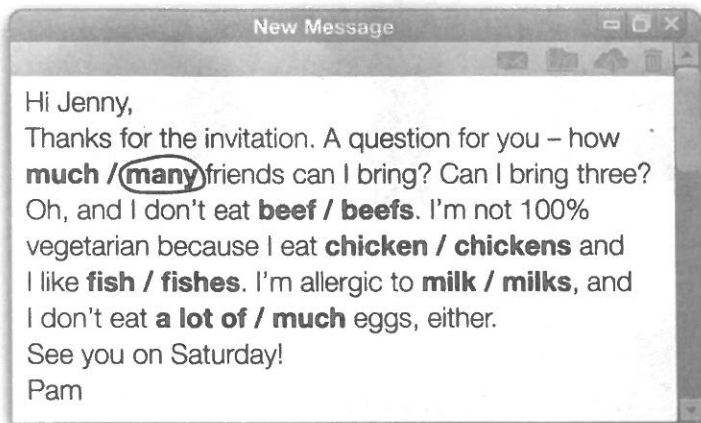 New Message
Hi Jenny,
Thanks for the invitation. A question for you – how
much / many friends can I bring? Can I bring three?
Oh, and I don't eat beef / beefs. I'm not 100%
vegetarian because I eat chicken / chickens and
I like fish / fishes. I'm allergic to milk / milks, and
I don't eat a lot of / much eggs, either.
See you on Saturday!
Pam